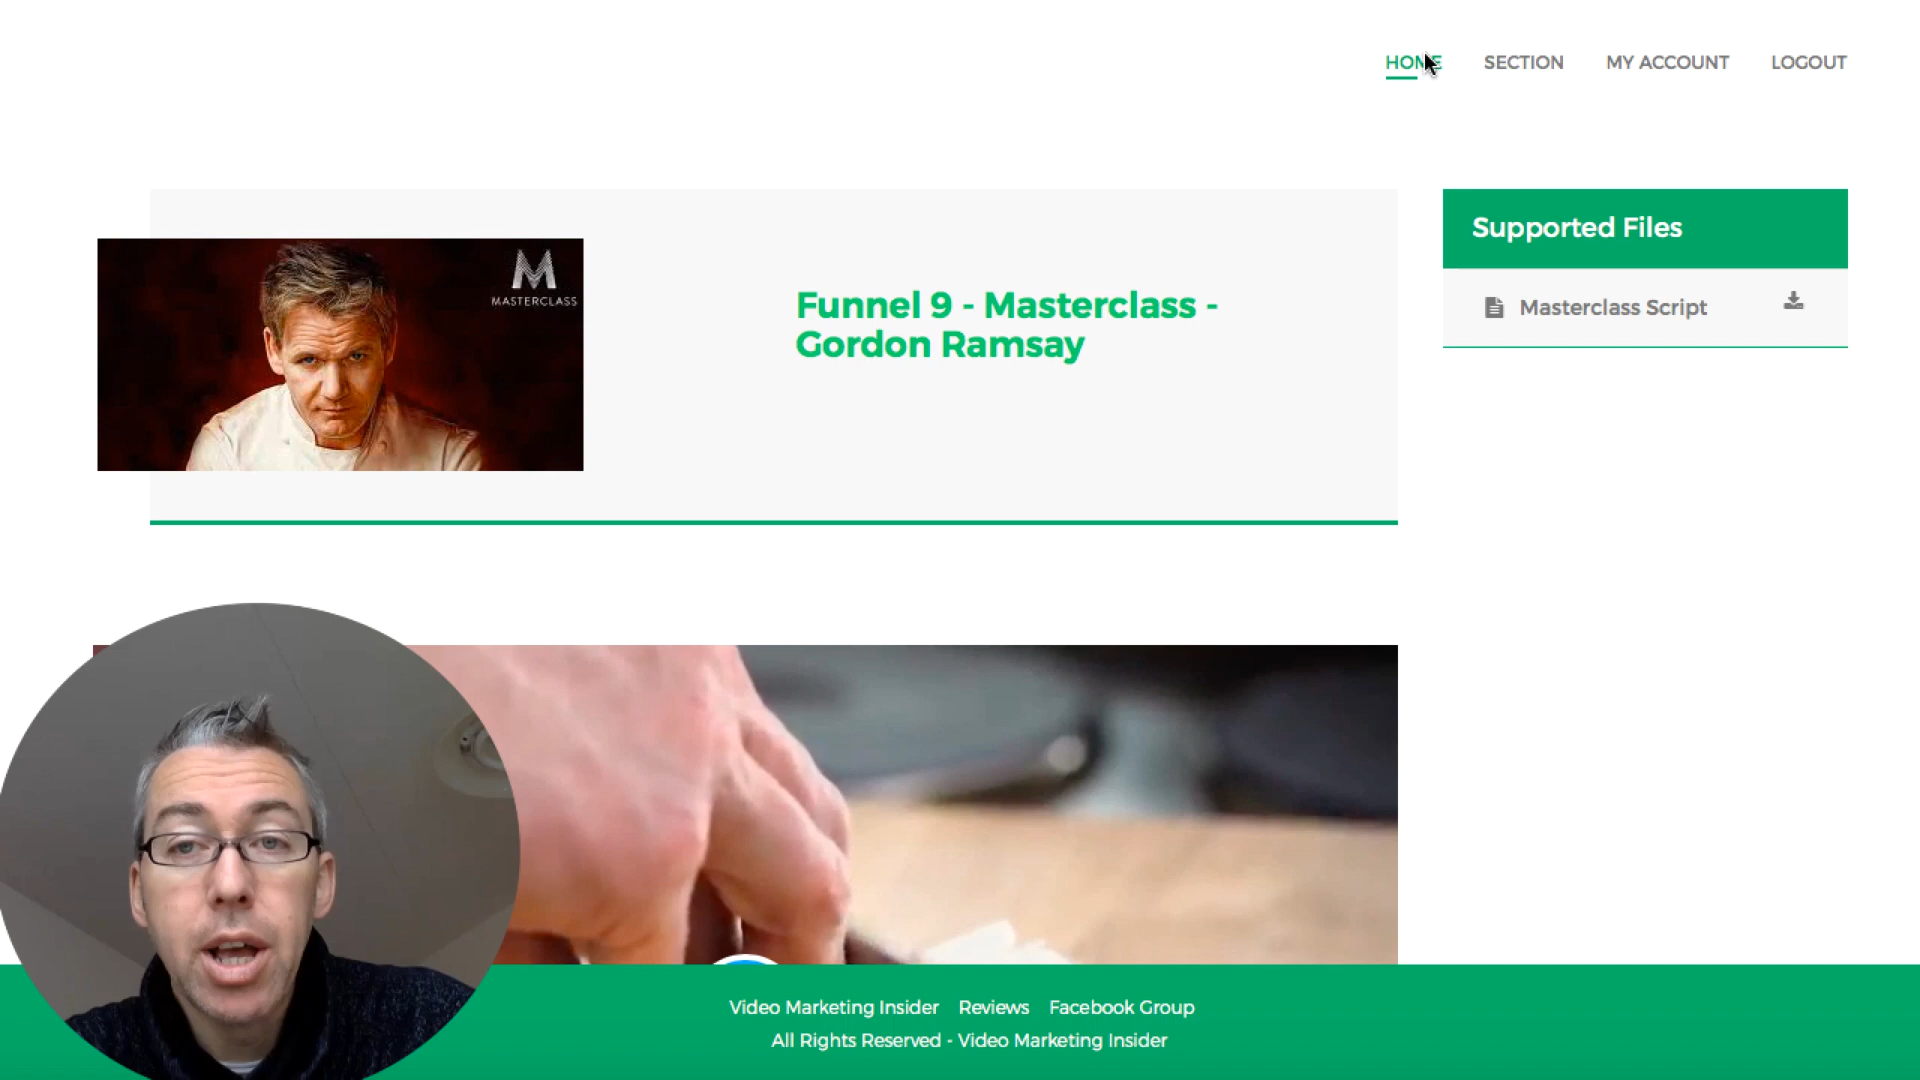 HOME SECTION MY ACCOUNT LOGOUT
M
MASTERCLASS
Funnel 9 - Masterclass -
Gordon Ramsay
Supported Files
Masterclass Script
Video Marketing Insider Reviews Facebook Group
All Rights Reserved - Video Marketing Insider